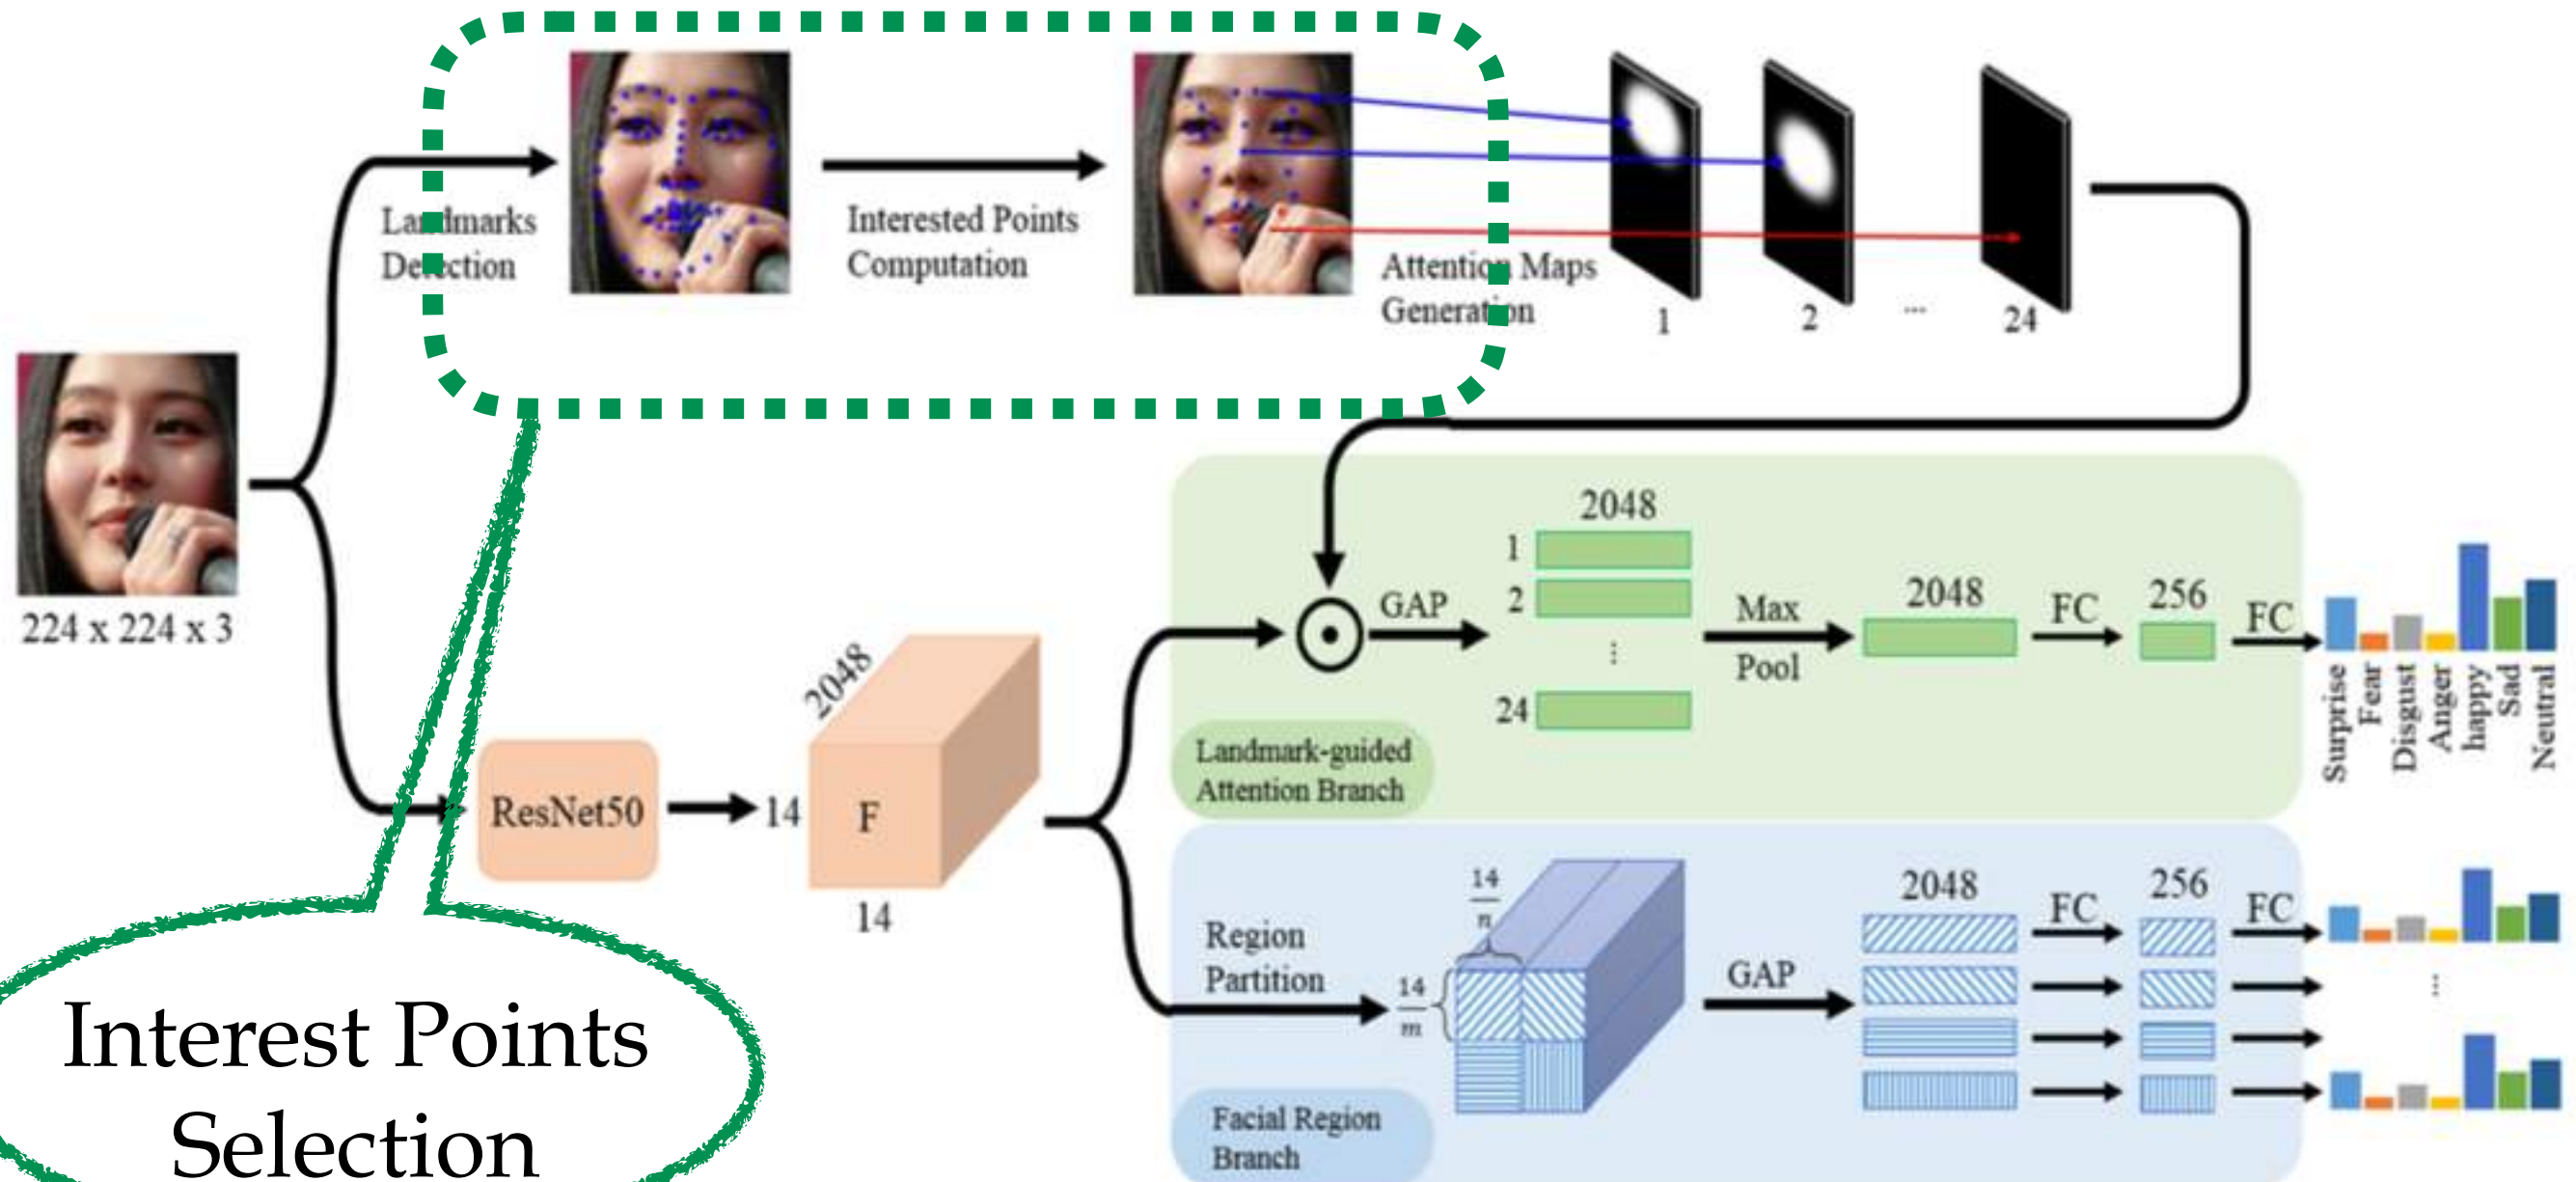 Landmarks
Detection
Interested Points
Computation
Attention Maps
Generation
1
2
...
24
224 x 224 x 3
ResNet50
2048
14
F
14
GAP
2048
1
2
⋮
24
Max
Pool
2048
FC
256
FC
Surprise
Fear
Disgust
Anger
happy
Sad
Neutral
Landmark-guided
Attention Branch
Region
Partition
14
n
14
m
GAP
2048
FC
256
FC
⋮
Facial Region
Branch
Interest Points
Selection